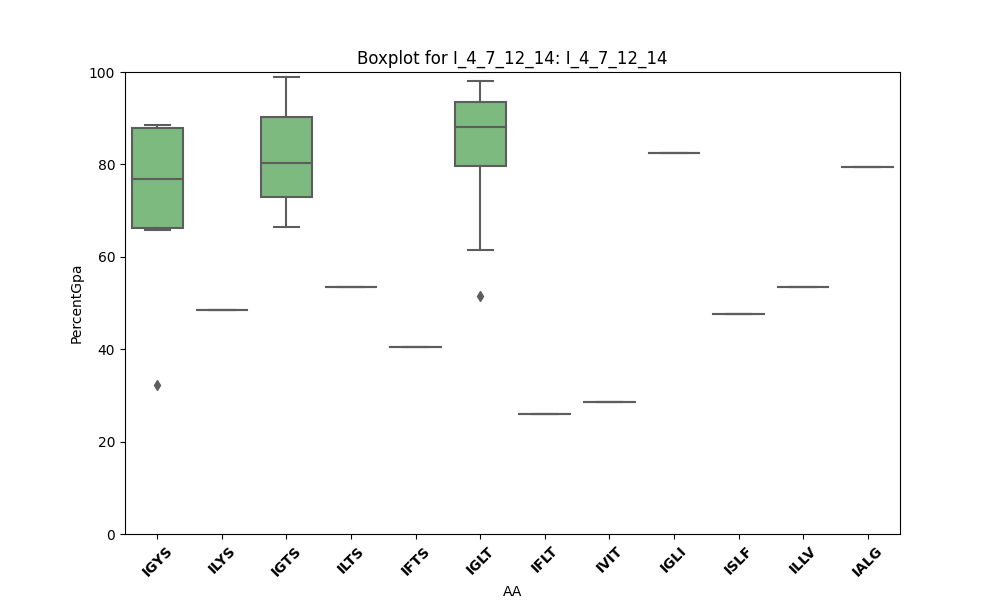 Boxplot for I_4_7_12_14: I_4_7_12_14
PercentGpa
100
80
60
40
20
0
IGYS
ILYS
IGTS
ILTS
IFTS
IGLT
IFLT
IVIT
IGLI
ISLF
ILLV
IALG
AA